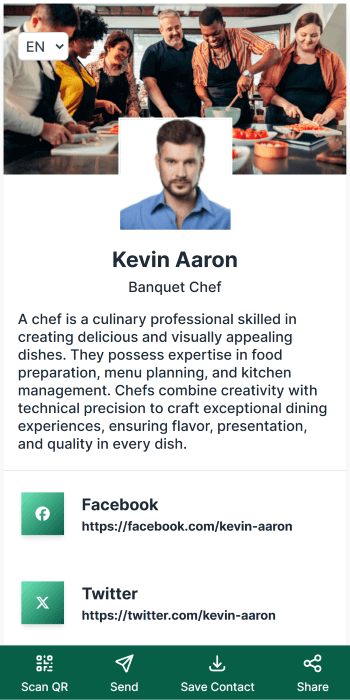 EN
Kevin Aaron
Banquet Chef
A chef is a culinary professional skilled in
creating delicious and visually appealing
dishes. They possess expertise in food
preparation, menu planning, and kitchen
management. Chefs combine creativity with
technical precision to craft exceptional dining
experiences, ensuring flavor, presentation,
and quality in every dish.
Facebook
https://facebook.com/kevin-aaron
Twitter
https://twitter.com/kevin-aaron
Scan QR Send Save Contact Share